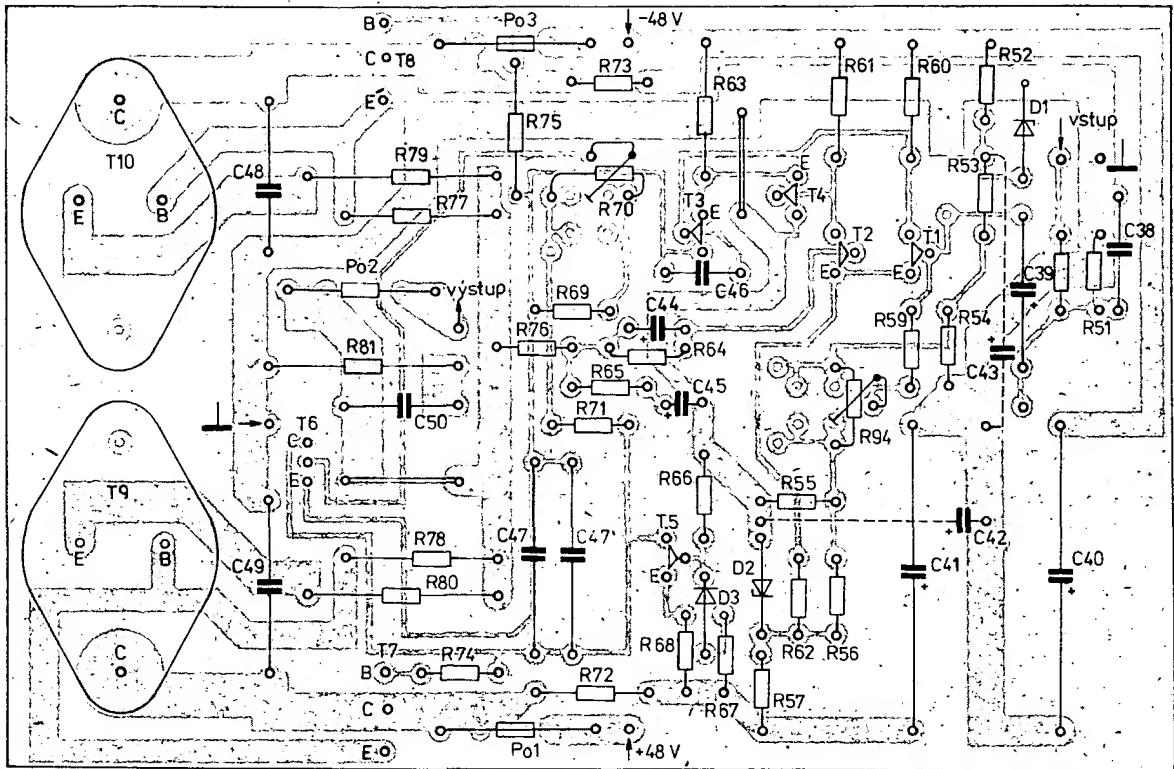 B
Po3
-48 V
C
T8
R73
R63
R61
R60
R52
C
E
D1
vstup
T10
R75
R53
C48
R79
E
T4
R77
R70
T3
E
E
B
T2
T1
C38
Po2
výstup
C46
E
E
C39
R69
C44
R59
R54
R51
R76
R64
C43
R81
R65
C45
C50
R71
R94
T6
C
T9
E
R66
R55
C42
E
B
R78
C47
C47'
T5
D2
C41
C40
C49
R80
E
D3
C
T7
R68
R62
R56
B
R74
R72
R67
R57
C
Po1
+48 V
E